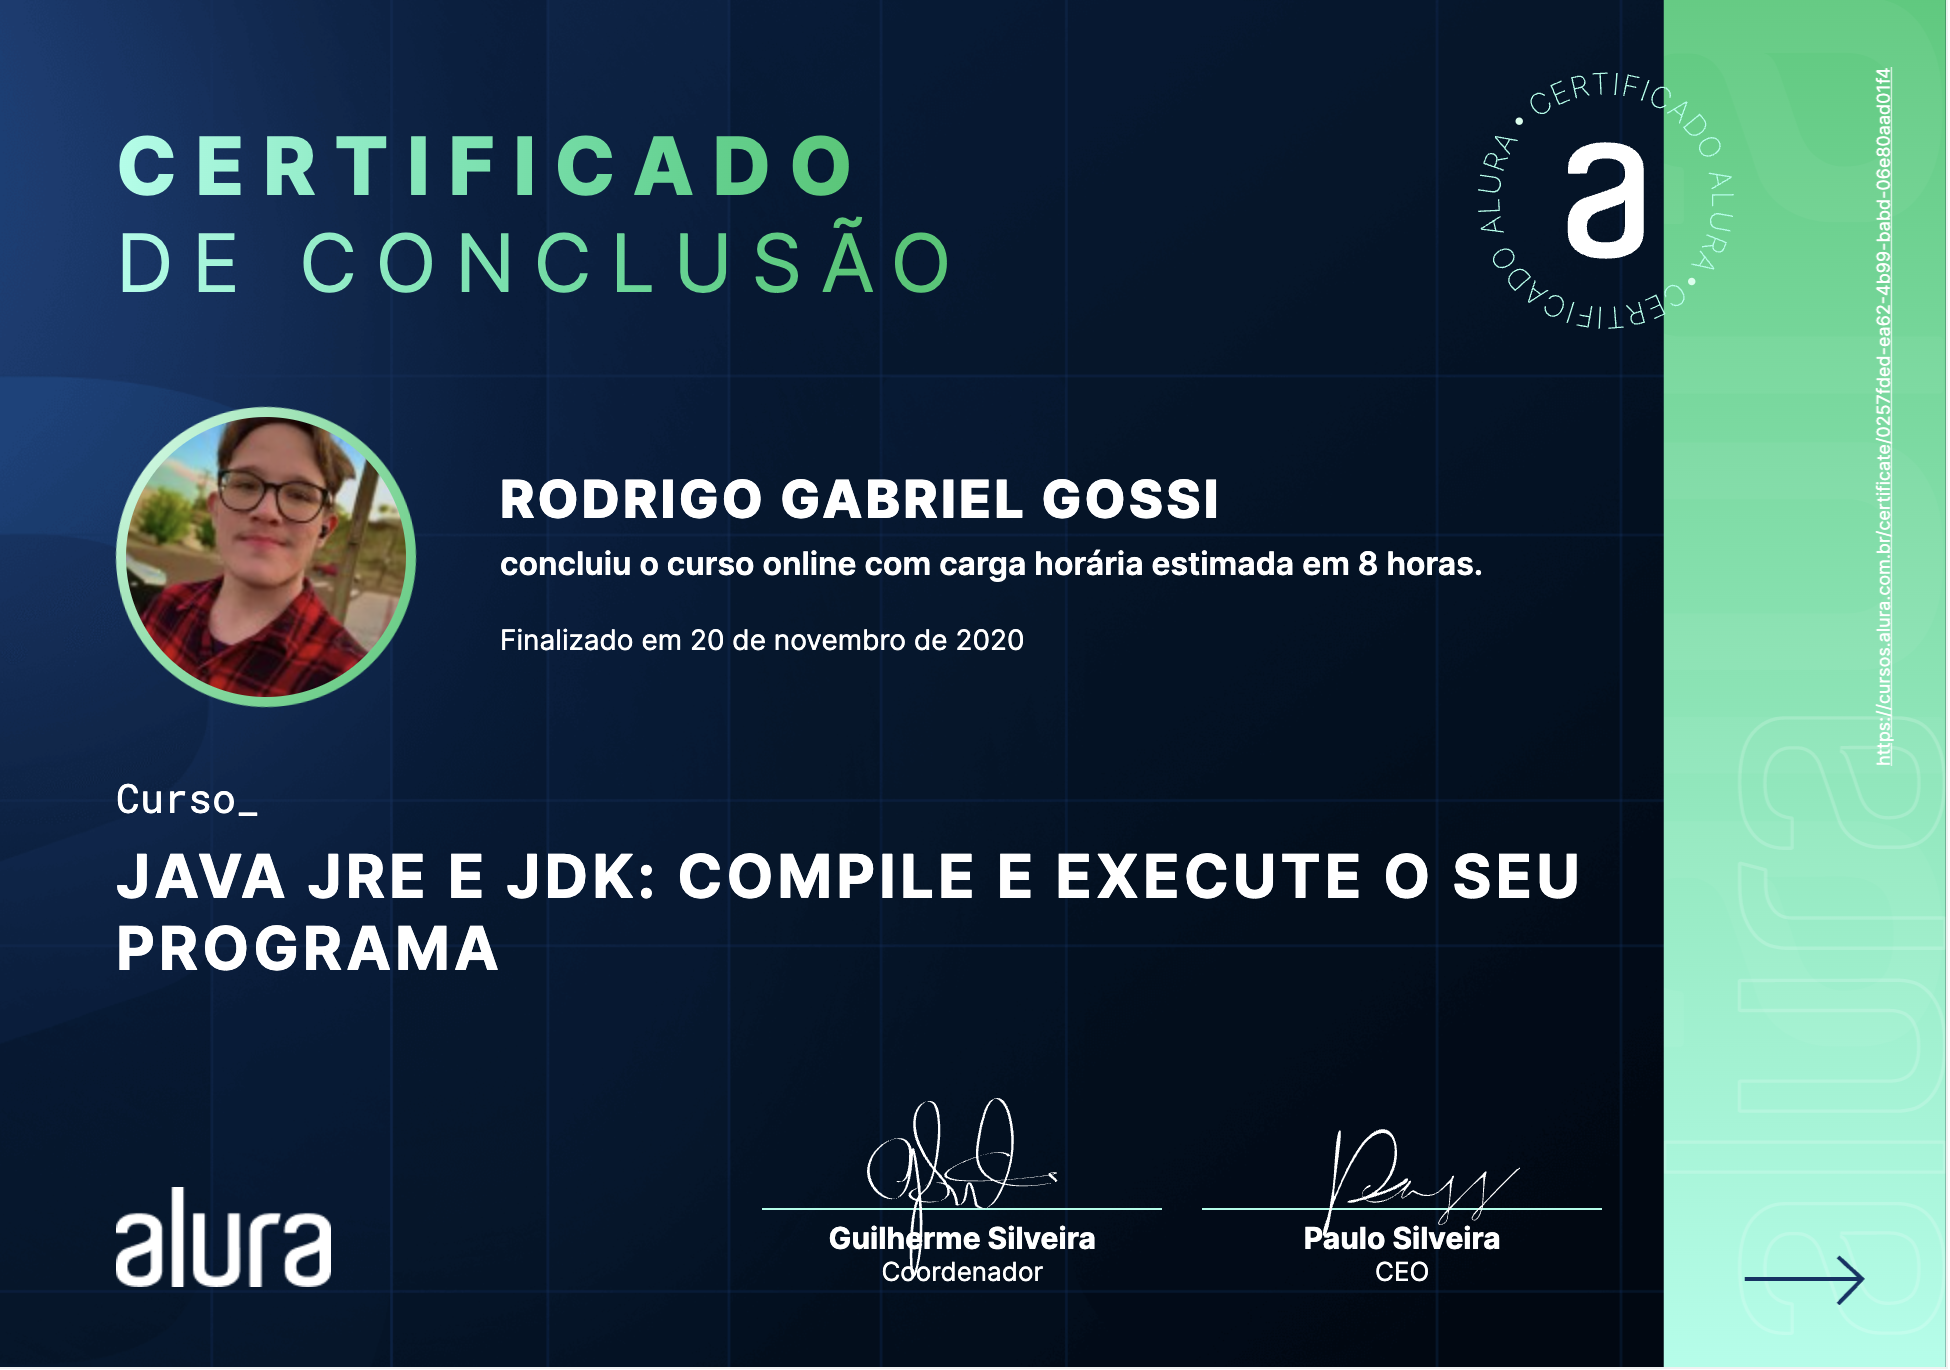 CERTIFICADO
DE CONCLUSÃO
CERTIFICADO ALURA • CERTIFICADO ALURA •
a
https://cursos.alura.com.br/certificate/0257fded-ea62-4b99-babd-06e80aad01f4
RODRIGO GABRIEL GOSSI
concluiu o curso online com carga horária estimada em 8 horas.
Finalizado em 20 de novembro de 2020
Curso_
JAVA JRE E JDK: COMPILE E EXECUTE O SEU
PROGRAMA
alura
Guilherme Silveira
Coordenador
Paulo Silveira
CEO
alura